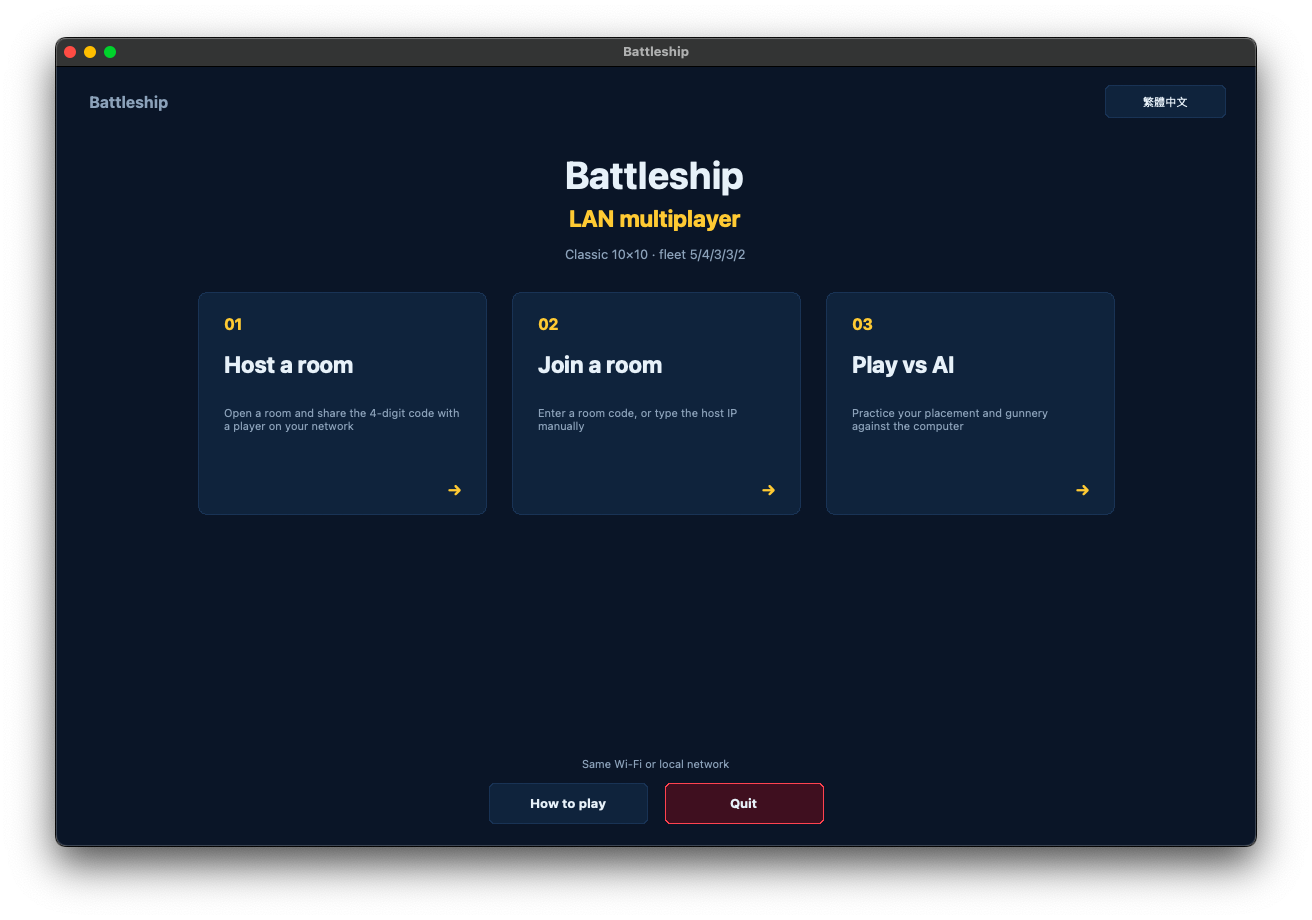 Battleship
Battleship
繁體中文
Battleship
LAN multiplayer
Classic 10×10 · fleet 5/4/3/3/2
01
Host a room
Open a room and share the 4-digit code with
a player on your network
→
02
Join a room
Enter a room code, or type the host IP
manually
→
03
Play vs AI
Practice your placement and gunnery
against the computer
→
Same Wi-Fi or local network
How to play
Quit